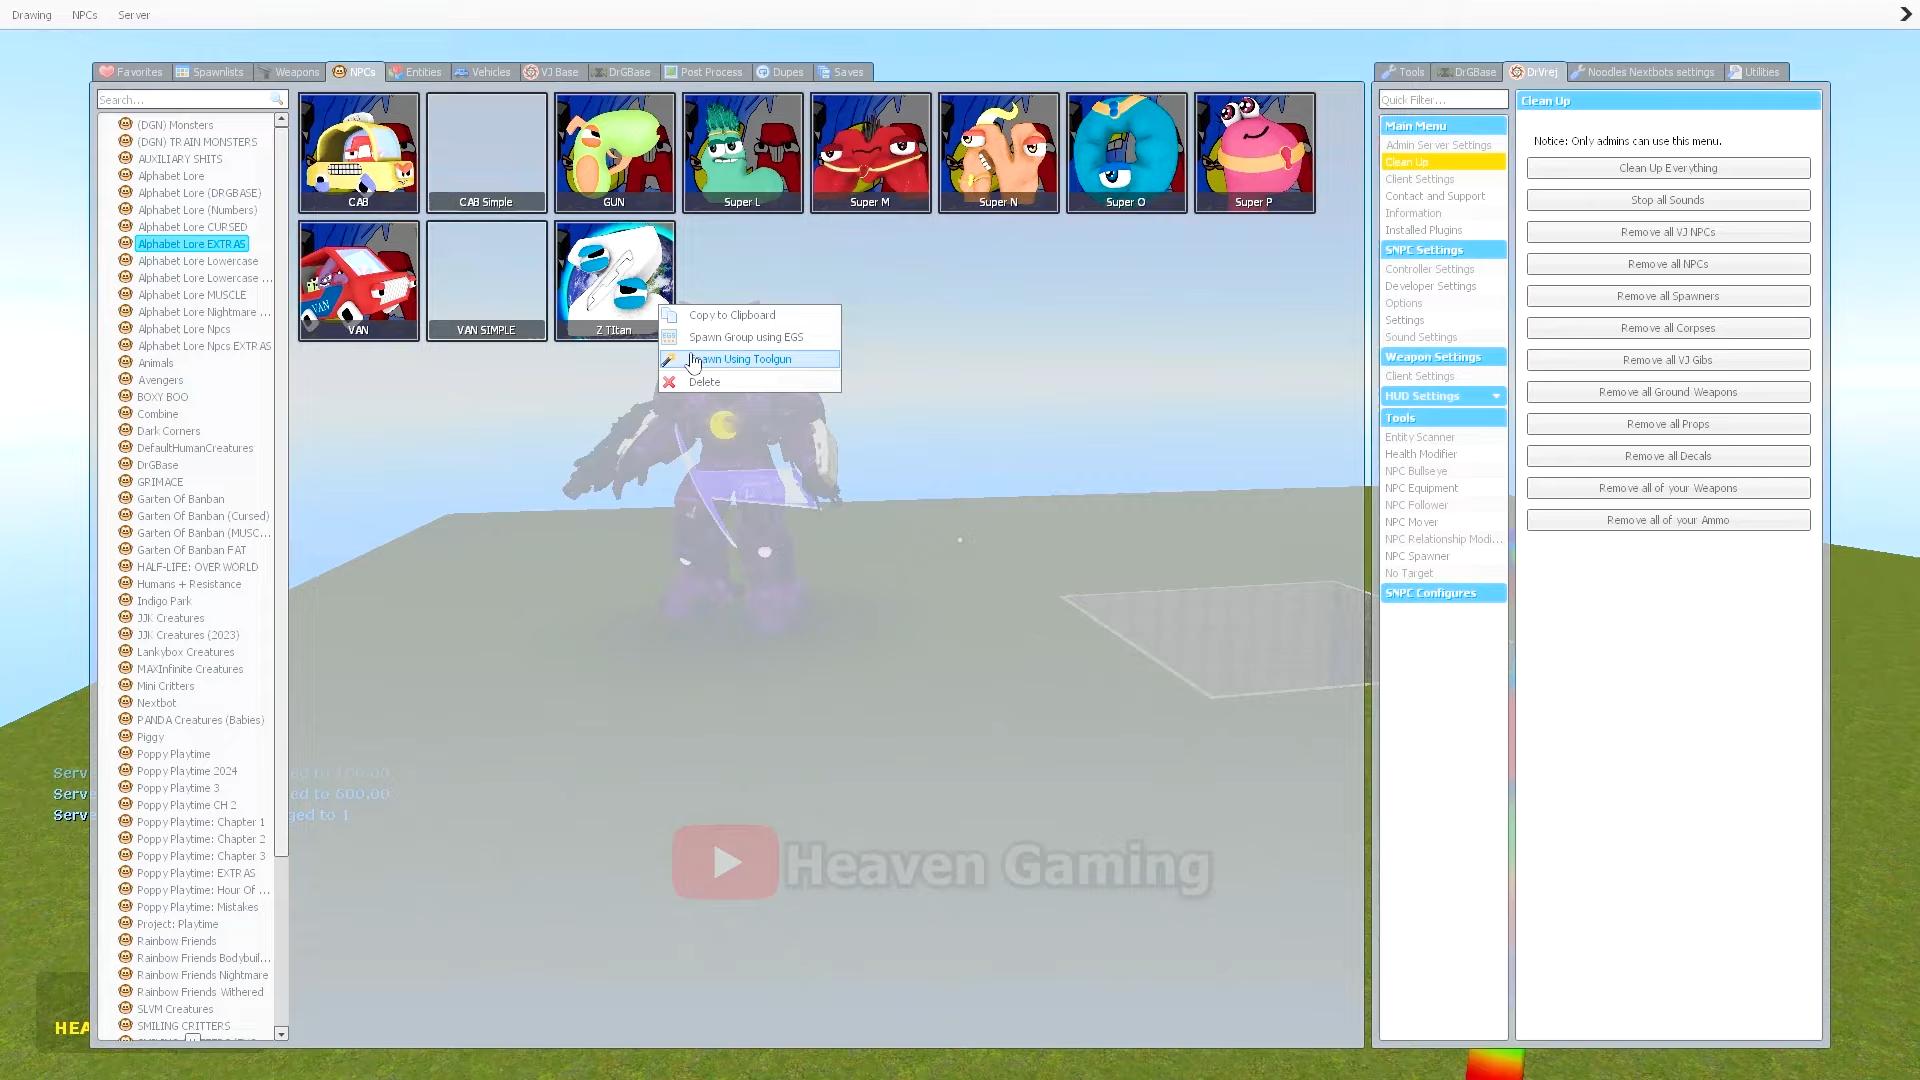 Drawing NPCs Server
Favorites Spawnlists Weapons NPCs Entities Vehicles VJ Base DrGBase Post Process Dupes Saves
Search...
(DGN) Monsters
(DGN) TRAIN MONSTERS
AUXILIARY SHITS
Alphabet Lore
Alphabet Lore (DRGBASE)
Alphabet Lore (Numbers)
Alphabet Lore CURSED
Alphabet Lore EXTRAS
Alphabet Lore Lowercase
Alphabet Lore Lowercase ...
Alphabet Lore MUSCLE
Alphabet Lore Nightmare ...
Alphabet Lore Npcs
Alphabet Lore Npcs EXTRAS
Animals
Avengers
BOXY BOO
Combine
Dark Corners
DefaultHumanCreatures
DrGBase
GRIMACE
Garten Of Banban
Garten Of Banban (Cursed)
Garten Of Banban (MUSC...
Garten Of Banban FAT
HALF-LIFE: OVERWORLD
Humans + Resistance
Indigo Park
JJK Creatures
JJK Creatures (2023)
Lankybox Creatures
MAXInfinite Creatures
Mini Critters
Nextbot
PANDA Creatures (Babies)
Piggy
Poppy Playtime
Poppy Playtime 2024
Poppy Playtime 3
Poppy Playtime CH 2
Poppy Playtime: Chapter 1
Poppy Playtime: Chapter 2
Poppy Playtime: Chapter 3
Poppy Playtime: EXTRAS
Poppy Playtime: Hour Of ...
Poppy Playtime: Mistakes
Project: Playtime
Rainbow Friends
Rainbow Friends Bodybuil...
Rainbow Friends Nightmare
Rainbow Friends Withered
SLVM Creatures
SMILING CRITTERS
CAB
CAB Simple
GUN
Super L
Super M
Super N
Super O
Super P
VAN
VAN
VAN SIMPLE
Z TItan
Copy to Clipboard
EGS Spawn Group using EGS
Spawn Using Toolgun
Delete
Serv
Serv ed to 600.00
Serv ged to 1
HEA
Heaven Gaming
Tools DrGBase DrVrej Noodles Nextbots settings Utilities
Quick Filter...
Main Menu
Admin Server Settings
Clean Up
Client Settings
Contact and Support
Information
Installed Plugins
SNPC Settings
Controller Settings
Developer Settings
Options
Settings
Sound Settings
Weapon Settings
Client Settings
HUD Settings
Tools
Entity Scanner
Health Modifier
NPC Bullseye
NPC Equipment
NPC Follower
NPC Mover
NPC Relationship Modi...
NPC Spawner
No Target
SNPC Configures
Clean Up
Notice: Only admins can use this menu.
Clean Up Everything
Stop all Sounds
Remove all VJ NPCs
Remove all NPCs
Remove all Spawners
Remove all Corpses
Remove all VJ Gibs
Remove all Ground Weapons
Remove all Props
Remove all Decals
Remove all of your Weapons
Remove all of your Ammo